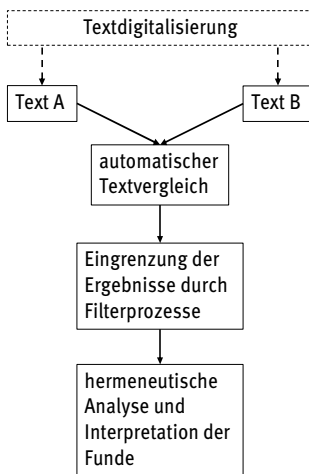 Textdigitalisierung
Text A
Text B
automatischer
Textvergleich
Eingrenzung der
Ergebnisse durch
Filterprozesse
hermeneutische
Analyse und
Interpretation der
Funde